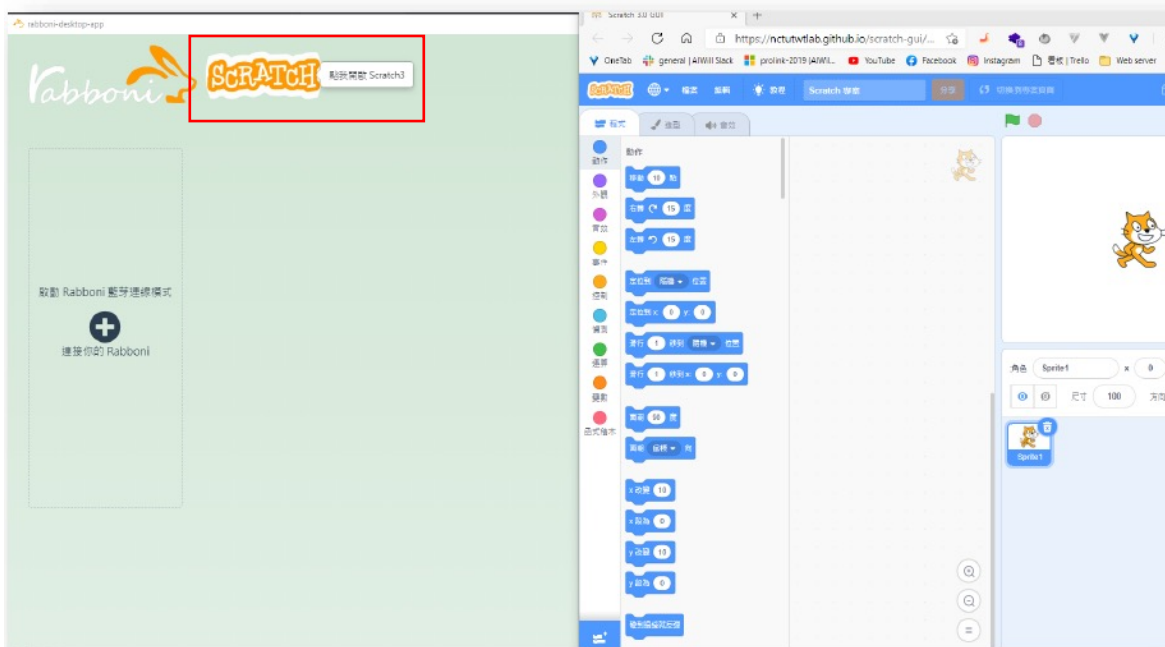 rabboni-desktop-app
rabboni
SCRATCH
點我開啟 Scratch3
啟動 Rabboni 藍芽連線模式
連接你的 Rabboni
Scratch 3.0 GUI
https://nctutwtlab.github.io/scratch-gui/...
OneTab
general | AIWill Slack
prolink-2019 (AIWil...
YouTube
Facebook
Instagram
看板 | Trello
Web server
SCRATCH
檔案
編輯
教程
Scratch 專案
分享
程式
造型
音效
動作
外觀
音效
事件
控制
偵測
運算
變數
函式積木
動作
移動 10 點
右轉 15 度
左轉 15 度
定位到 隨機 位置
定位到 x: 0 y: 0
滑行 1 秒到 隨機 位置
滑行 1 秒到 x: 0 y: 0
面朝 90 度
面朝 鼠標 向
x 改變 10
x 設為 0
y 改變 10
y 設為 0
碰到邊緣就反彈
角色 Sprite1 x 0
尺寸 100 方向
Sprite1